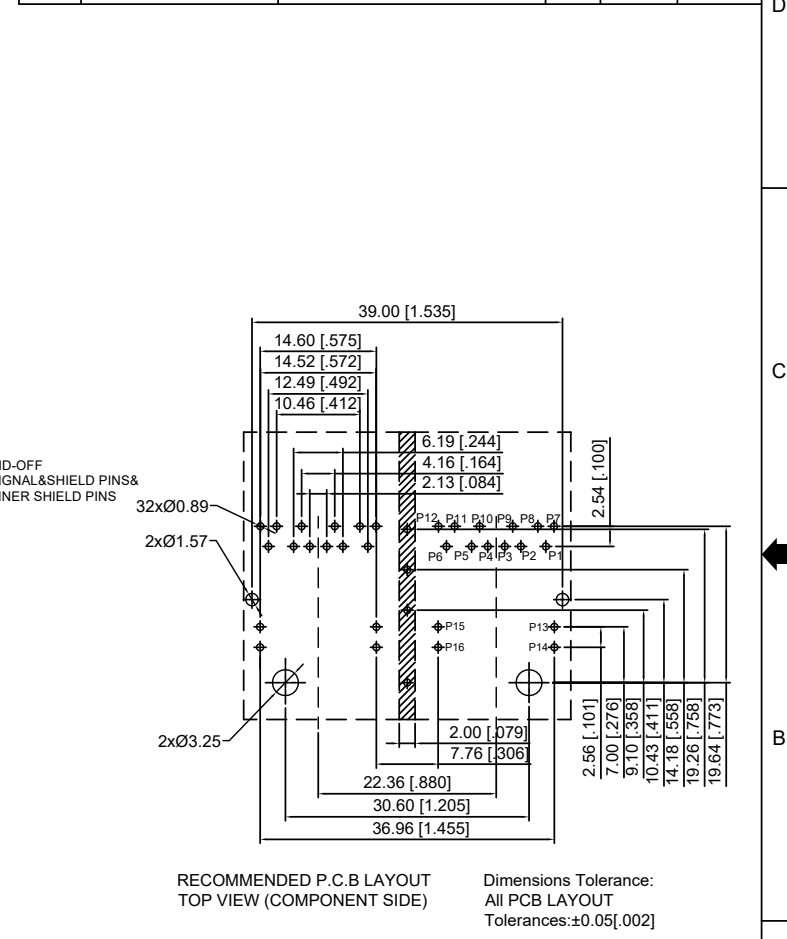 D
39.00 [1.535]
14.60 [.575]
14.52 [.572]
12.49 [.492]
10.46 [.412]
C
6.19 [.244]
4.16 [.164]
2.13 [.084]
2.54 [.100]
ID-OFF
IGNAL&SHIELD PINS&
NER SHIELD PINS
32xØ0.89
2xØ1.57
P12 P11 P10 P9 P8 P7
P6 P5 P4 P3 P2 P1
P15 P13
P16 P14
2xØ3.25
2.00 [.079]
7.76 [.306]
22.36 [.880]
30.60 [1.205]
36.96 [1.455]
2.56 [.101]
7.00 [.276]
9.10 [.358]
10.43 [.411]
14.18 [.558]
19.26 [.758]
19.64 [.773]
B
RECOMMENDED P.C.B LAYOUT
TOP VIEW (COMPONENT SIDE)
Dimensions Tolerance:
All PCB LAYOUT
Tolerances:±0.05[.002]